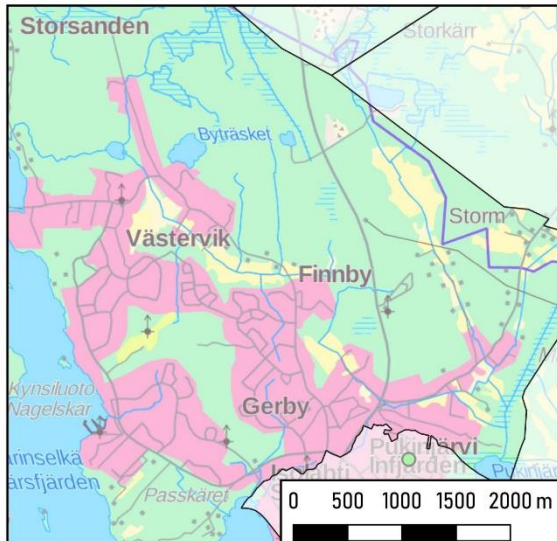 Storsanden
Storkärr
Byträsket
Storm
Västervik
Finnby
Kynsiluoto
Nagelskär
Gerby
Pukinjärvi
Infjärden
Passkäret
0 500 1000 1500 2000 m